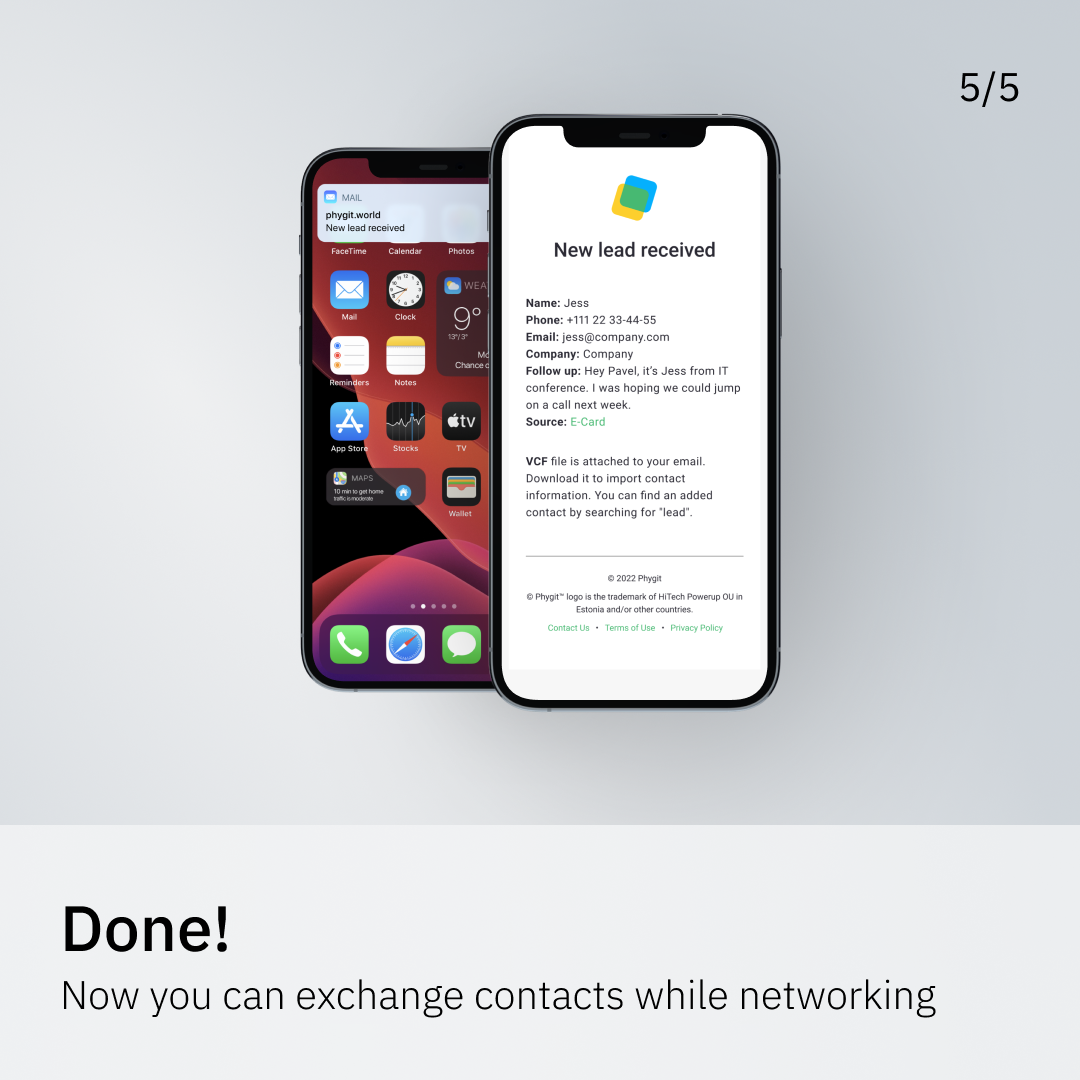 5/5
MAIL
phygit.world
New lead received
FaceTime
Calendar
Photos
Mail
Clock
9°
13°/3°
Chance
Reminders
Notes
App Store
Stocks
tv
TV
MAPS
10 min to get home
traffic is moderate
Wallet
New lead received
Name: Jess
Phone: +111 22 33-44-55
Email: jess@company.com
Company: Company
Follow up: Hey Pavel, it’s Jess from IT
conference. I was hoping we could jump
on a call next week.
Source: E-Card
VCF file is attached to your email.
Download it to import contact
information. You can find an added
contact by searching for "lead".
© 2022 Phygit
© Phygit™ logo is the trademark of HiTech Powerup OU in
Estonia and/or other countries.
Contact Us • Terms of Use • Privacy Policy
Done!
Now you can exchange contacts while networking